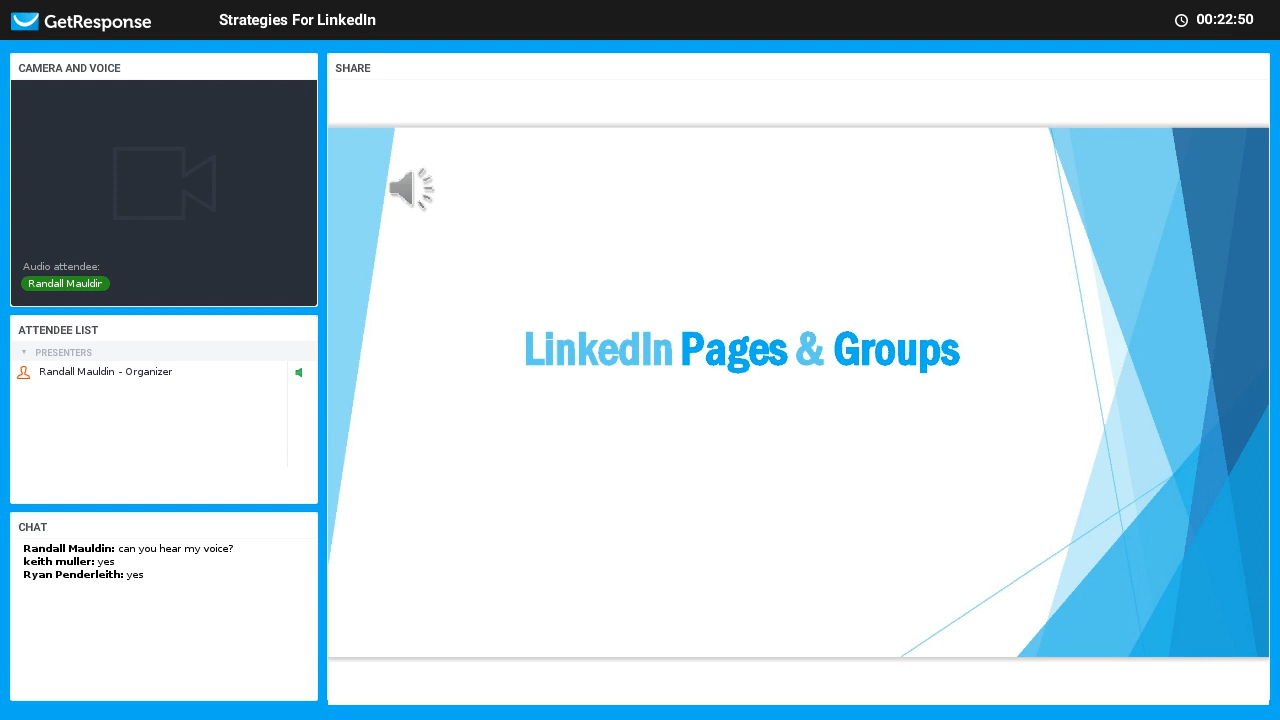 GetResponse
Strategies For LinkedIn
00:22:50
CAMERA AND VOICE
Audio attendee:
Randall Mauldin
ATTENDEE LIST
PRESENTERS
Randall Mauldin - Organizer
CHAT
Randall Mauldin: can you hear my voice?
keith muller: yes
Ryan Penderleith: yes
SHARE
LinkedIn Pages & Groups